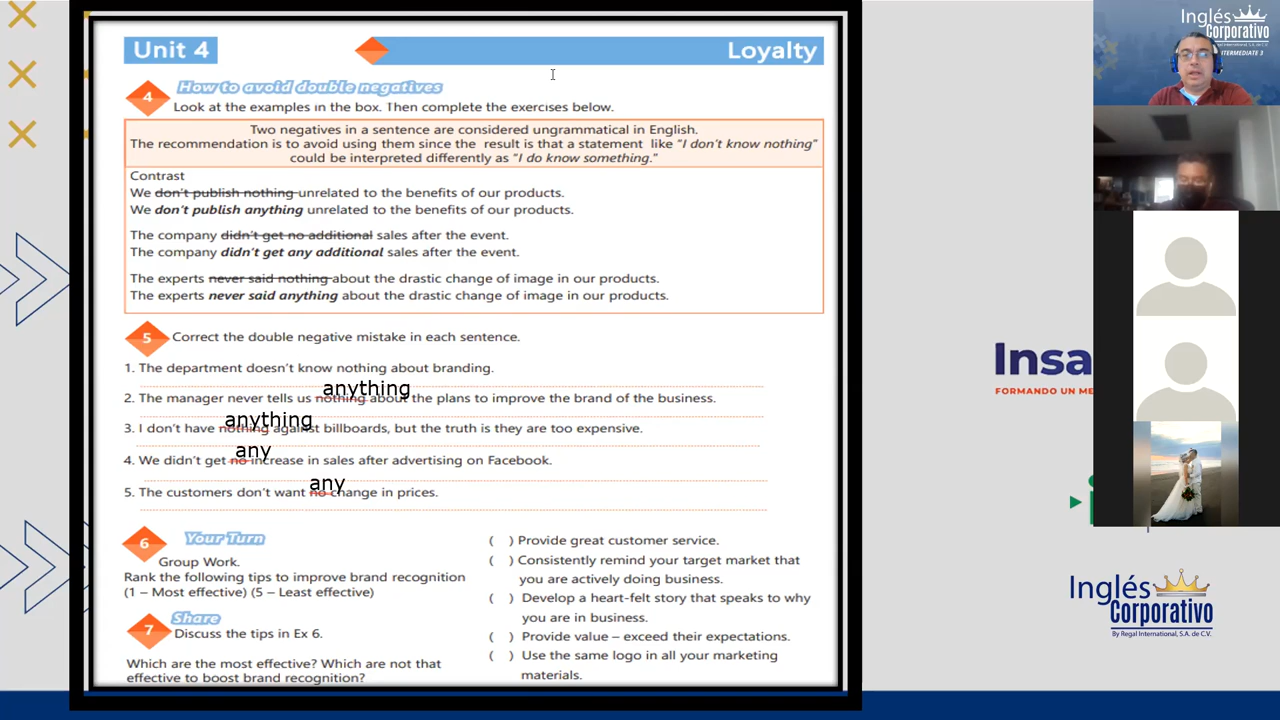 Unit 4
Loyalty
4
How to avoid double negatives
Look at the examples in the box. Then complete the exercises below.
Two negatives in a sentence are considered ungrammatical in English.
The recommendation is to avoid using them since the result is that a statement like "I don't know nothing"
could be interpreted differently as "I do know something."
Contrast
We don't publish nothing unrelated to the benefits of our products.
We don't publish anything unrelated to the benefits of our products.
The company didn't get no additional sales after the event.
The company didn't get any additional sales after the event.
The experts never said nothing about the drastic change of image in our products.
The experts never said anything about the drastic change of image in our products.
5
Correct the double negative mistake in each sentence.
1. The department doesn't know nothing about branding.
anything
2. The manager never tells us nothing about the plans to improve the brand of the business.
anything
3. I don't have nothing against billboards, but the truth is they are too expensive.
any
4. We didn't get no increase in sales after advertising on Facebook.
any
5. The customers don't want no change in prices.
6
Your Turn
Group Work.
Rank the following tips to improve brand recognition
(1 – Most effective) (5 – Least effective)
7
Share
Discuss the tips in Ex 6.
Which are the most effective? Which are not that
effective to boost brand recognition?
( ) Provide great customer service.
( ) Consistently remind your target market that
you are actively doing business.
( ) Develop a heart-felt story that speaks to why
you are in business.
( ) Provide value – exceed their expectations.
( ) Use the same logo in all your marketing
materials.
Inglés
Corporativo
By Regal International, S.A. de C.V.
INTERMEDIATE 3
Insa
FORMANDO UN ME
Inglés
Corporativo
By Regal International, S.A. de C.V.